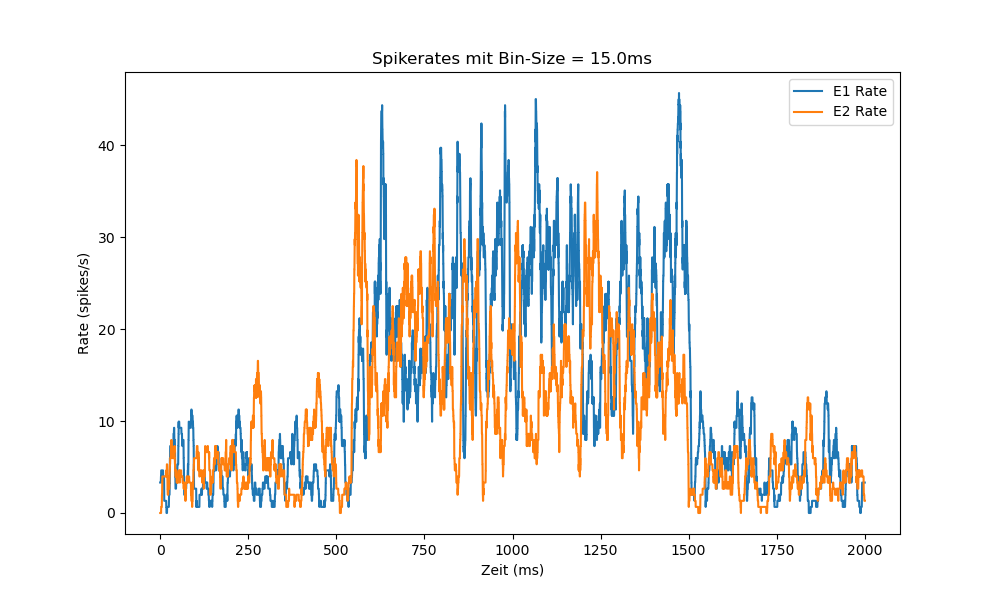 Spikerates mit Bin-Size = 15.0ms
E1 Rate
E2 Rate
40
30
20
10
0
Rate (spikes/s)
0 250 500 750 1000 1250 1500 1750 2000
Zeit (ms)